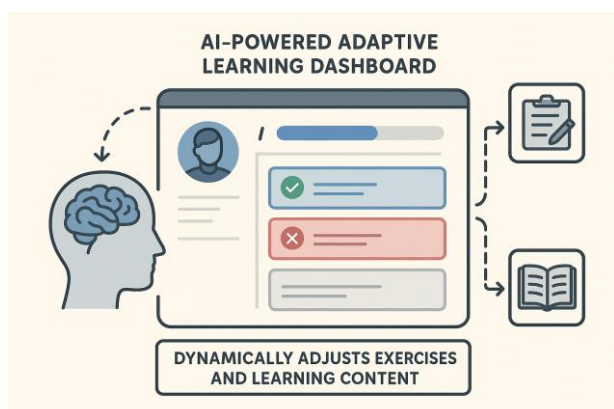 AI-POWERED ADAPTIVE
LEARNING DASHBOARD
DYNAMICALLY ADJUSTS EXERCISES
AND LEARNING CONTENT